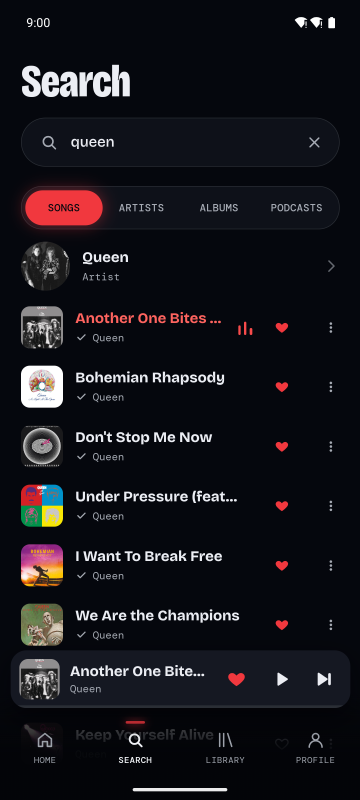 9:00
Search
queen
SONGS ARTISTS ALBUMS PODCASTS
Queen
Artist
Another One Bites ...
Queen
Bohemian Rhapsody
Queen
Don't Stop Me Now
Queen
Under Pressure (feat...
Queen
I Want To Break Free
Queen
We Are the Champions
Queen
Another One Bite...
Queen
Keep Yourself Alive
HOME SEARCH LIBRARY PROFILE